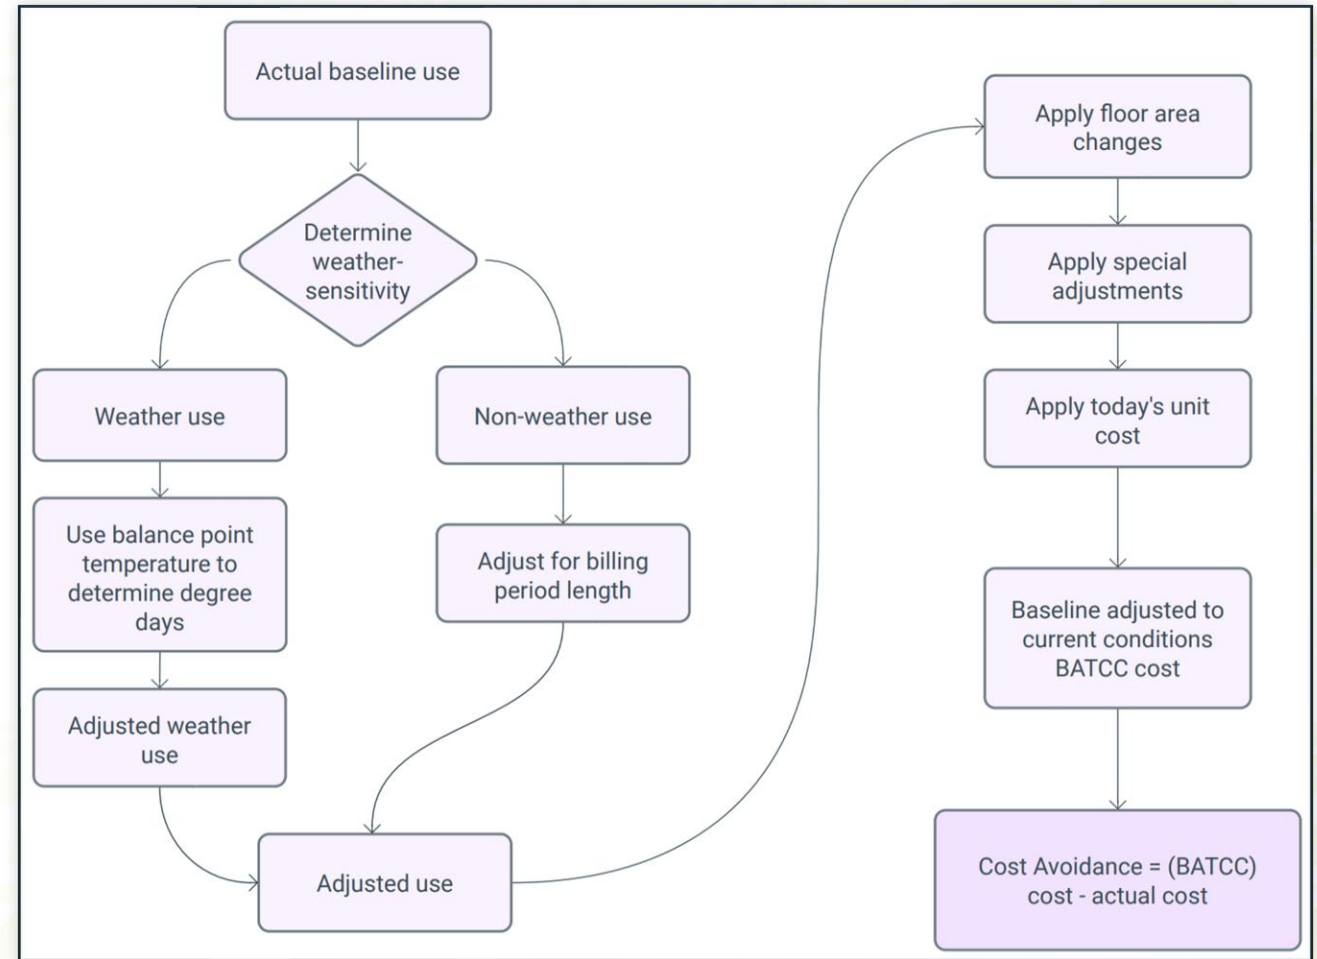 Actual baseline use
Determine
weather-
sensitivity
Weather use
Use balance point
temperature to
determine degree
days
Adjusted weather
use
Non-weather use
Adjust for billing
period length
Adjusted use
Apply floor area
changes
Apply special
adjustments
Apply today's unit
cost
Baseline adjusted to
current conditions
BATCC cost
Cost Avoidance = (BATCC)
cost - actual cost